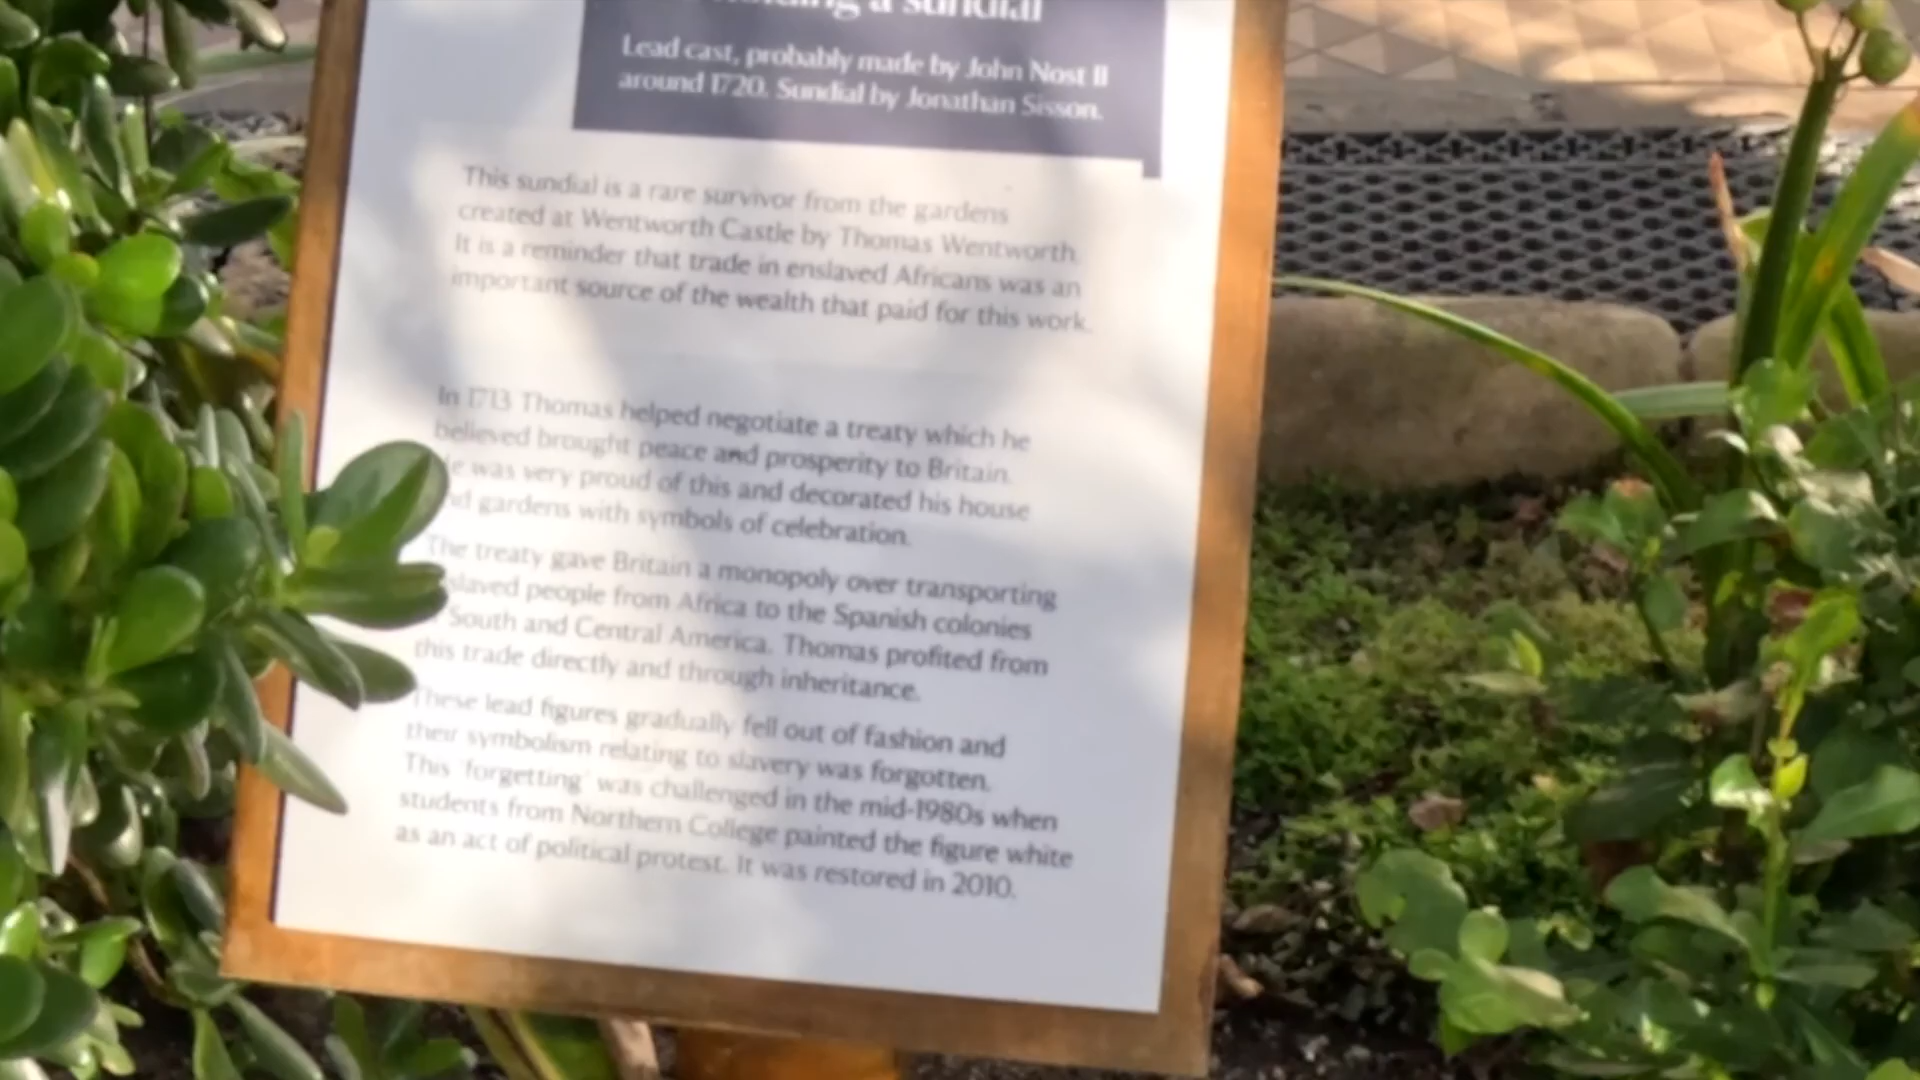 a sundial
Lead cast, probably made by John Nost II
around 1720. Sundial by Jonathan Sisson.
This sundial is a rare survivor from the gardens
created at Wentworth Castle by Thomas Wentworth.
It is a reminder that trade in enslaved Africans was an
important source of the wealth that paid for this work.
In 1713 Thomas helped negotiate a treaty which he
believed brought peace and prosperity to Britain.
was very proud of this and decorated his house
gardens with symbols of celebration.
The treaty gave Britain a monopoly over transporting
slaved people from Africa to the Spanish colonies
South and Central America. Thomas profited from
this trade directly and through inheritance.
These lead figures gradually fell out of fashion and
their symbolism relating to slavery was forgotten.
This 'forgetting' was challenged in the mid-1980s when
students from Northern College painted the figure white
as an act of political protest. It was restored in 2010.